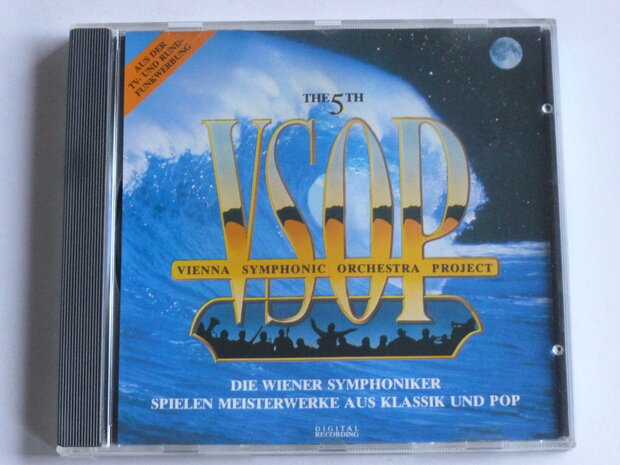 AUS DER
TV- UND RUND-
FUNKWERBUNG
THE 5TH
VSOP
VIENNA SYMPHONIC ORCHESTRA PROJECT
DIE WIENER SYMPHONIKER
SPIELEN MEISTERWERKE AUS KLASSIK UND POP
DIGITAL
RECORDING